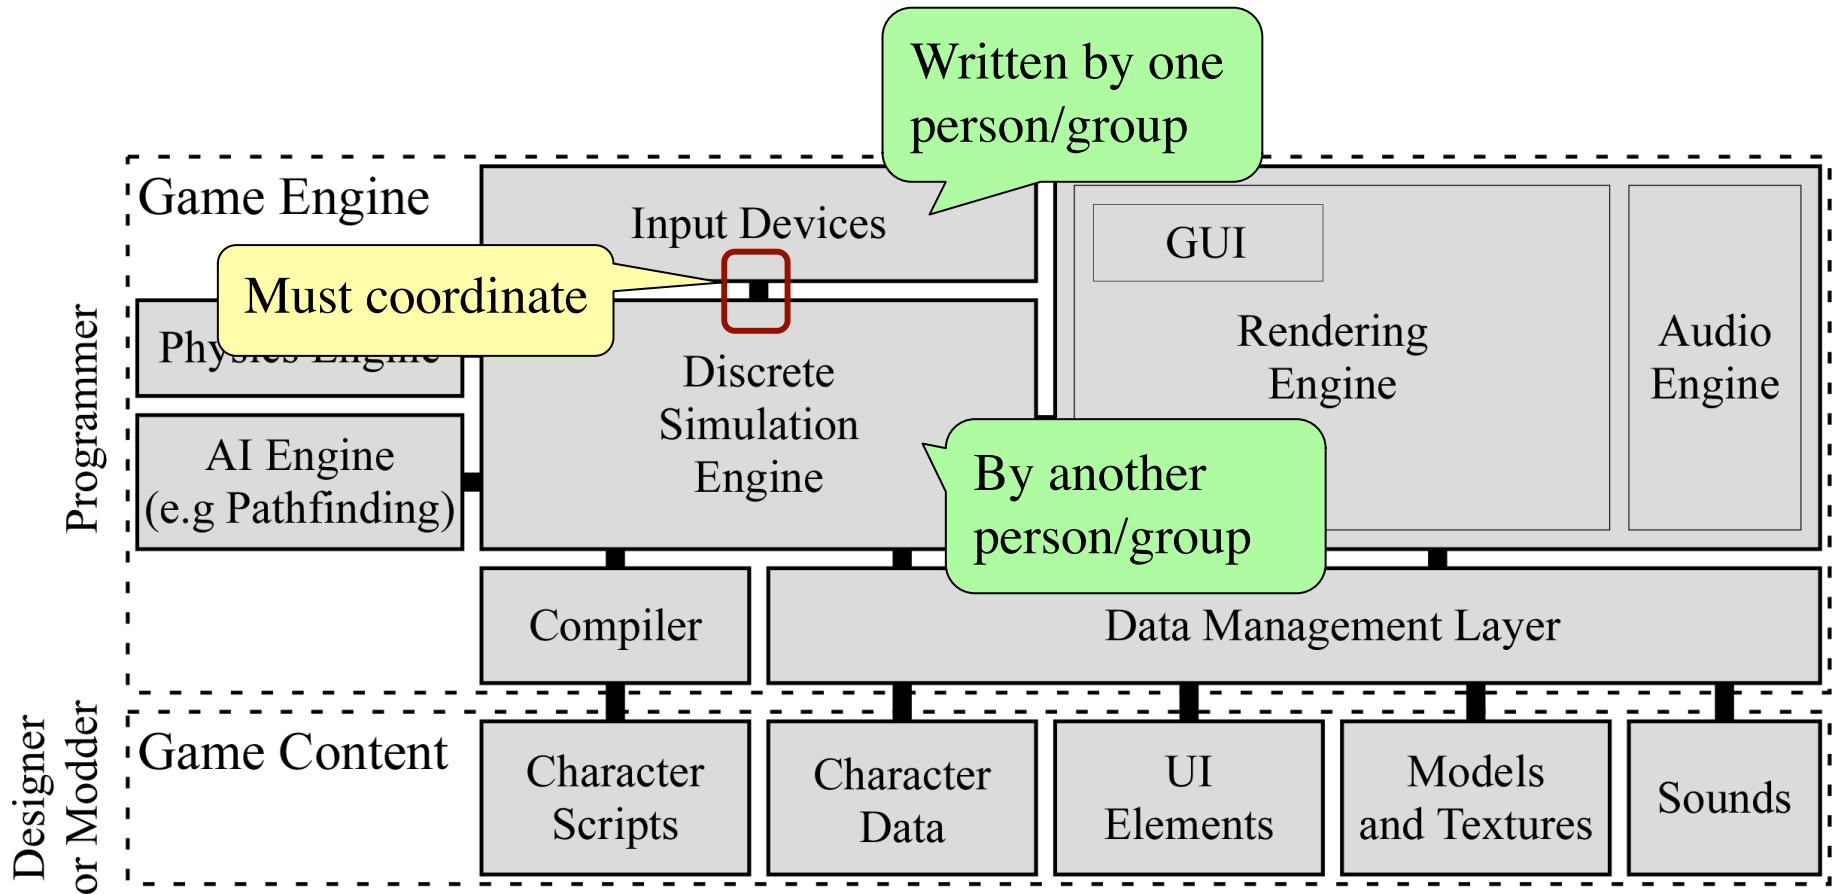 Written by one
person/group
Game Engine
Input Devices
GUI
Must coordinate
Physics Engine
Rendering
Engine
Audio
Engine
Discrete
Simulation
Engine
AI Engine
(e.g Pathfinding)
By another
person/group
Programmer
Compiler
Data Management Layer
Designer
or Modder
Game Content
Character
Scripts
Character
Data
UI
Elements
Models
and Textures
Sounds